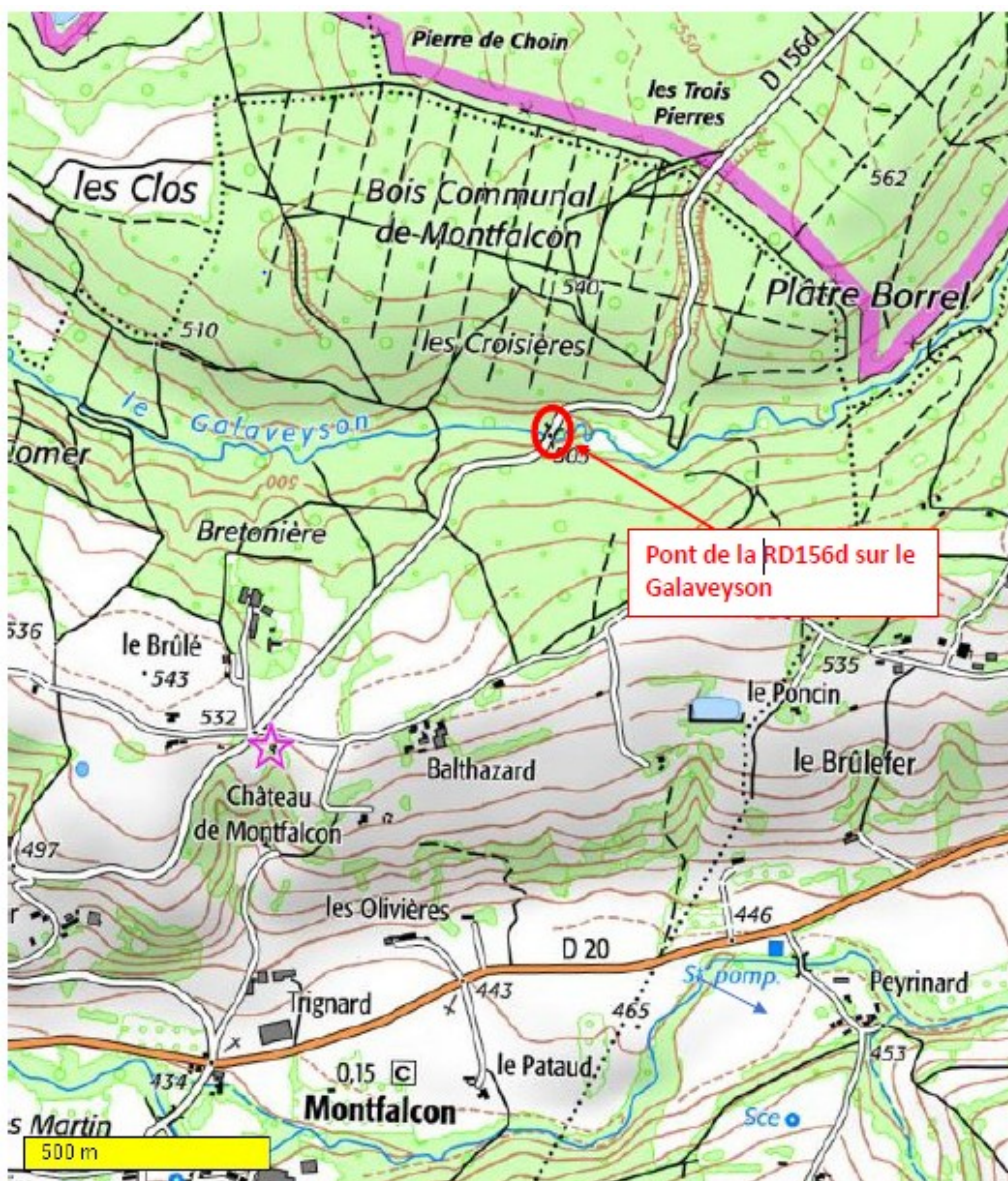 Pierre de Choin
550
D 156d
les Trois
Pierres
562
les Clos
Bois Communal
de Montfalcon
540
Plâtre Borrel
510
les Croisières
le Galaveyson
505
500
Bretonière
Pont de la RD156d sur le
Galaveyson
536
le Brûlé
543
535
532
le Poncin
Balthazard
le Brûlefer
Château
de Montfalcon
497
les Olivières
446
D 20
St. pomp.
Peyrinard
443
Trignard
465
453
0,15 C
le Pataud
434
Montfalcon
Sce
s Martin
500 m